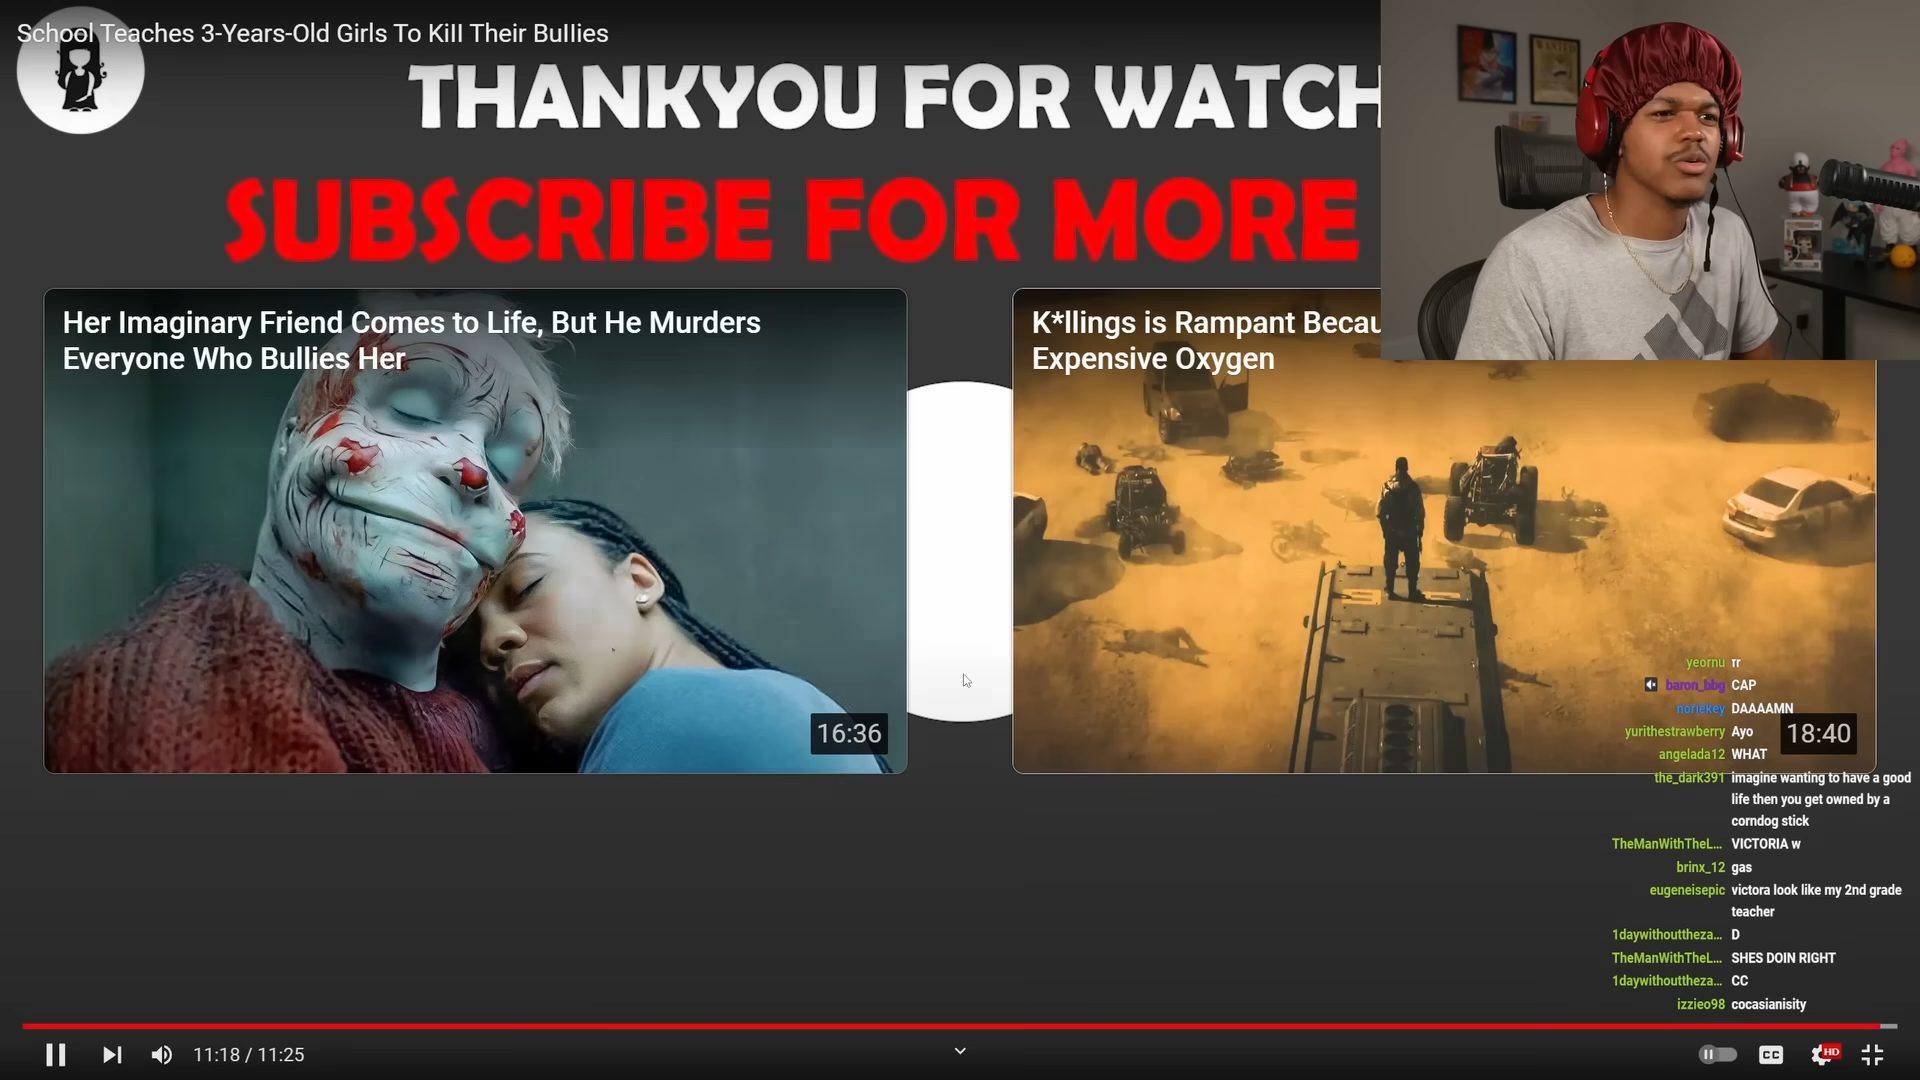 School Teaches 3-Years-Old Girls To Kill Their Bullies
THANKYOU FOR WATCH
SUBSCRIBE FOR MORE
Her Imaginary Friend Comes to Life, But He Murders
Everyone Who Bullies Her
16:36
K*llings is Rampant Becau
Expensive Oxygen
18:40
WANTED
yeornu rr
baron_bbg CAP
noriekey DAAAAMN
yurithestrawberry Ayo
angelada12 WHAT
the_dark391 imagine wanting to have a good
life then you get owned by a
corndog stick
TheManWithTheL... VICTORIA w
brinx_12 gas
eugeneisepic victora look like my 2nd grade
teacher
1daywithouttheza... D
TheManWithTheL... SHES DOIN RIGHT
1daywithouttheza... CC
izzieo98 cocasianisity
11:18 / 11:25
CC
HD